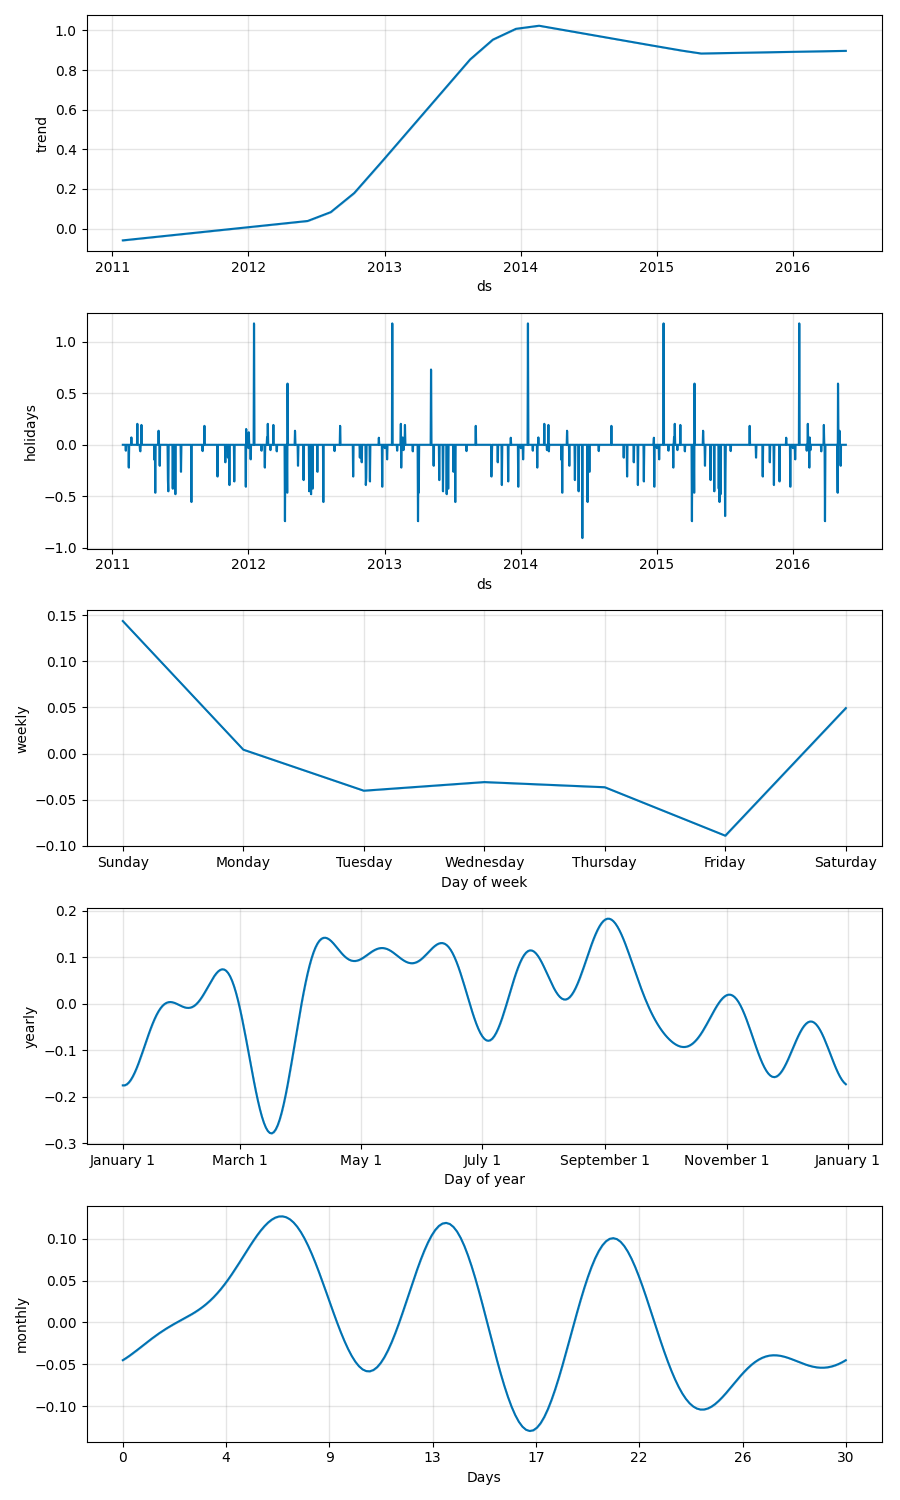 1.0
0.8
0.6
0.4
0.2
0.0
trend
2011 2012 2013 2014 2015 2016
ds
1.0
0.5
0.0
−0.5
−1.0
holidays
2011 2012 2013 2014 2015 2016
ds
0.15
0.10
0.05
0.00
−0.05
−0.10
weekly
Sunday Monday Tuesday Wednesday Thursday Friday Saturday
Day of week
0.2
0.1
0.0
−0.1
−0.2
−0.3
yearly
January 1 March 1 May 1 July 1 September 1 November 1 January 1
Day of year
0.10
0.05
0.00
−0.05
−0.10
monthly
0 4 9 13 17 22 26 30
Days